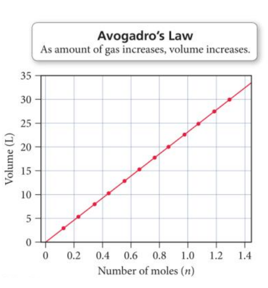 Avogadro's Law
As amount of gas increases, volume increases.
35
30
25
20
15
10
5
0
Volume (L)
0 0.2 0.4 0.6 0.8 1.0 1.2 1.4
Number of moles (n)